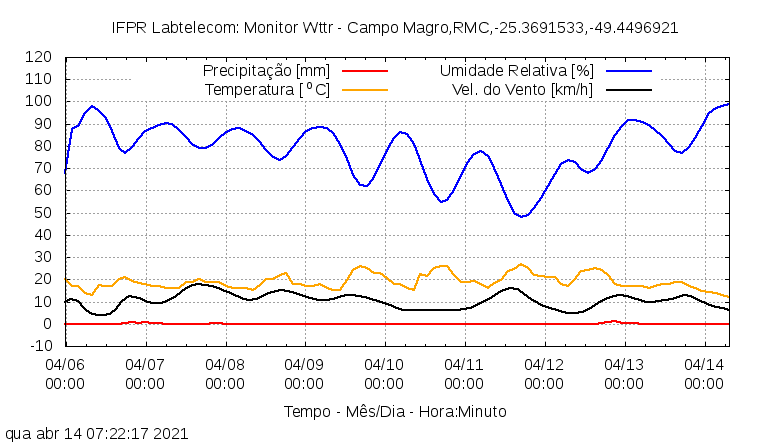 IFPR Labtelecom: Monitor Wttr - Campo Magro,RMC,-25.3691533,-49.4496921
120
110
100
90
80
70
60
50
40
30
20
10
0
-10
Precipitação [mm]
Temperatura [ ⁰C]
Umidade Relativa [%]
Vel. do Vento [km/h]
04/06 04/07 04/08 04/09 04/10 04/11 04/12 04/13 04/14
00:00 00:00 00:00 00:00 00:00 00:00 00:00 00:00 00:00
Tempo - Mês/Dia - Hora:Minuto
qua abr 14 07:22:17 2021